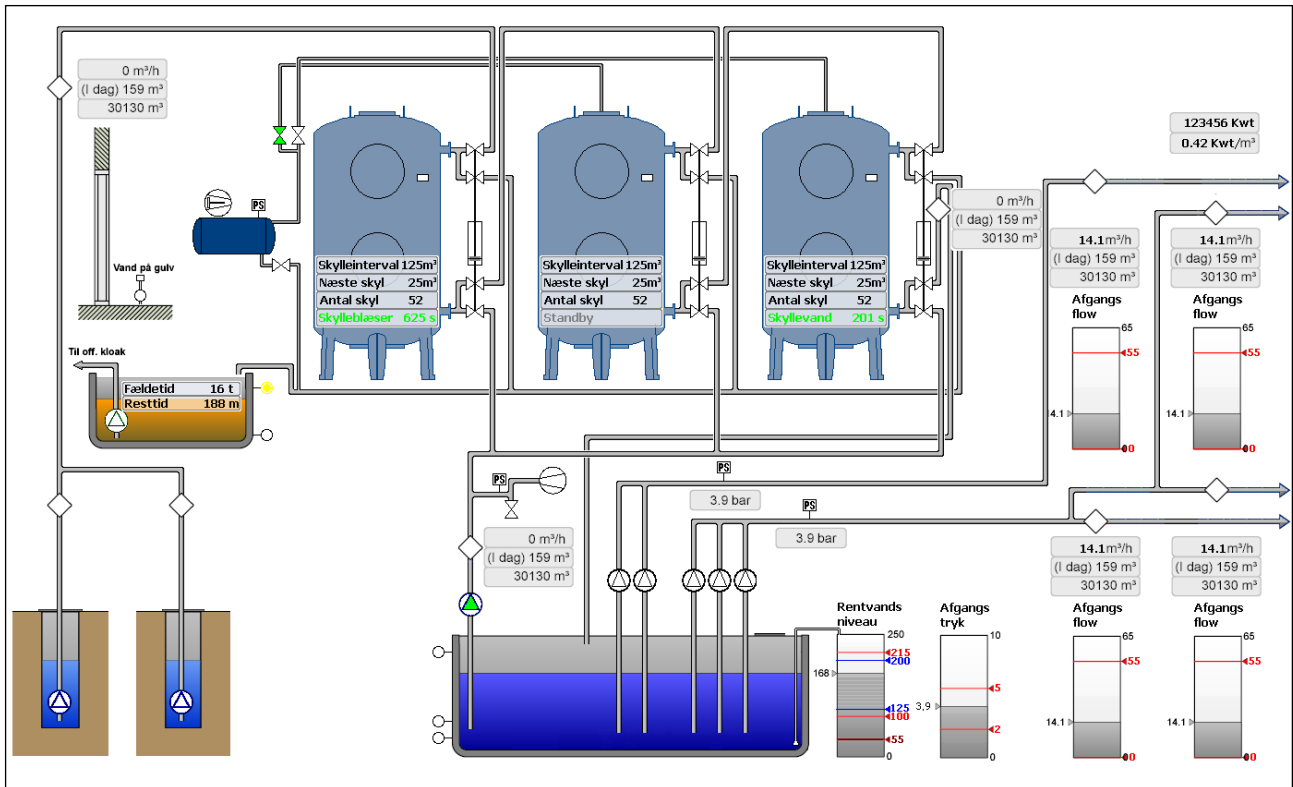 0 m³/h
(I dag) 159 m³
30130 m³
123456 Kwt
0.42 Kwt/m³
PS
Vand på gulv
Skylleinterval 125m³
Næste skyl 25m³
Antal skyl 52
Skylleblæser 625 s
Skylleinterval 125m³
Næste skyl 25m³
Antal skyl 52
Standby
Skylleinterval 125m³
Næste skyl 25m³
Antal skyl 52
Skyllevand 201 s
0 m³/h
(I dag) 159 m³
30130 m³
14.1m³/h
(I dag) 159 m³
30130 m³
Afgangs
flow
65
55
14.1
0
14.1m³/h
(I dag) 159 m³
30130 m³
Afgangs
flow
65
55
14.1
0
Til off. kloak
Fældetid 16 t
Resttid 188 m
PS
PS
3.9 bar
PS
3.9 bar
0 m³/h
(I dag) 159 m³
30130 m³
14.1m³/h
(I dag) 159 m³
30130 m³
14.1m³/h
(I dag) 159 m³
30130 m³
Rentvands
niveau
250
215
200
168
125
100
55
0
Afgangs
tryk
10
5
3.9
2
0
Afgangs
flow
65
55
14.1
0
Afgangs
flow
65
55
14.1
0